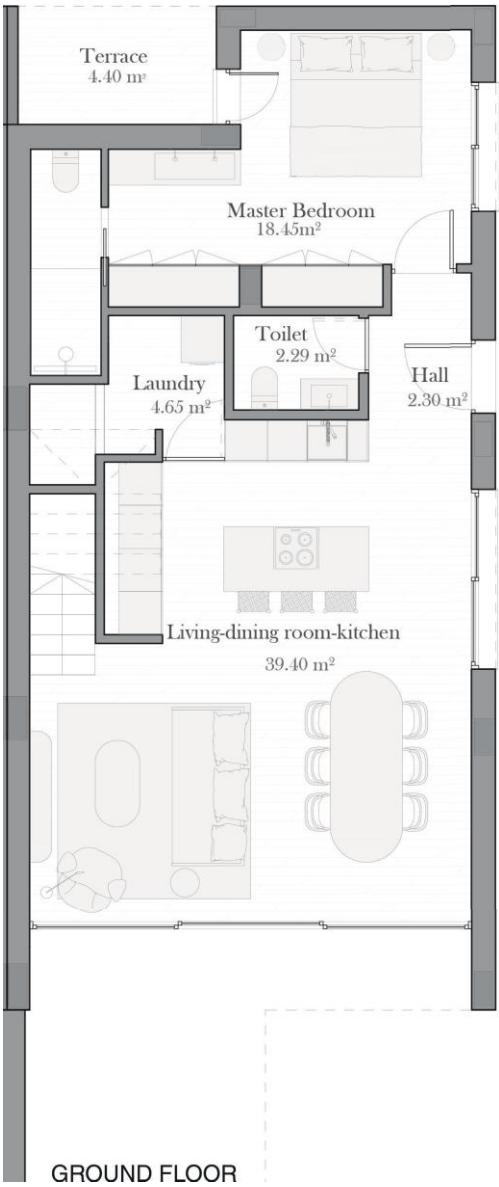 Terrace
4.40 m²
Master Bedroom
18.45m²
Toilet
2.29 m²
Hall
2.30 m²
Laundry
4.65 m²
Living-dining room-kitchen
39.40 m²
GROUND FLOOR